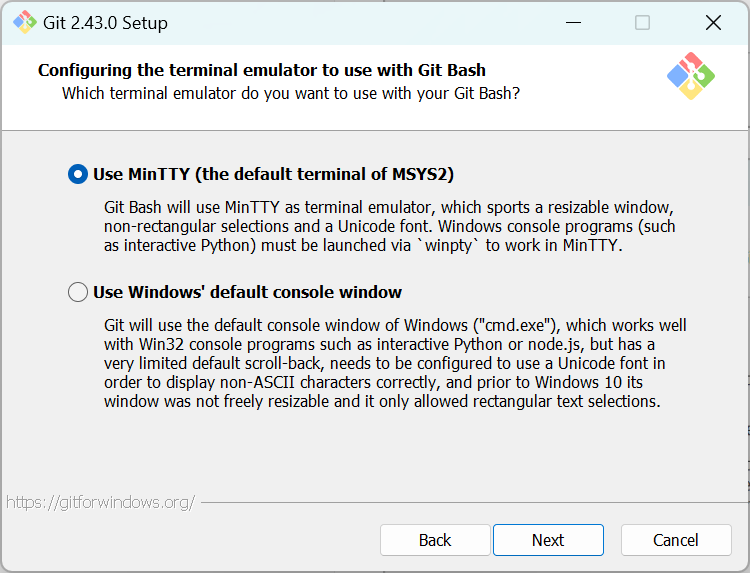 Git 2.43.0 Setup
Configuring the terminal emulator to use with Git Bash
Which terminal emulator do you want to use with your Git Bash?
Use MinTTY (the default terminal of MSYS2)
Git Bash will use MinTTY as terminal emulator, which sports a resizable window,
non-rectangular selections and a Unicode font. Windows console programs (such
as interactive Python) must be launched via `winpty` to work in MinTTY.
Use Windows' default console window
Git will use the default console window of Windows ("cmd.exe"), which works well
with Win32 console programs such as interactive Python or node.js, but has a
very limited default scroll-back, needs to be configured to use a Unicode font in
order to display non-ASCII characters correctly, and prior to Windows 10 its
window was not freely resizable and it only allowed rectangular text selections.
https://gitforwindows.org/
Back Next Cancel